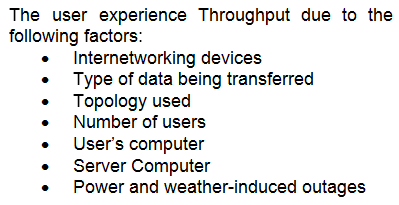 The user experience Throughput due to the
following factors:
• Internetworking devices
• Type of data being transferred
• Topology used
• Number of users
• User's computer
• Server Computer
• Power and weather-induced outages